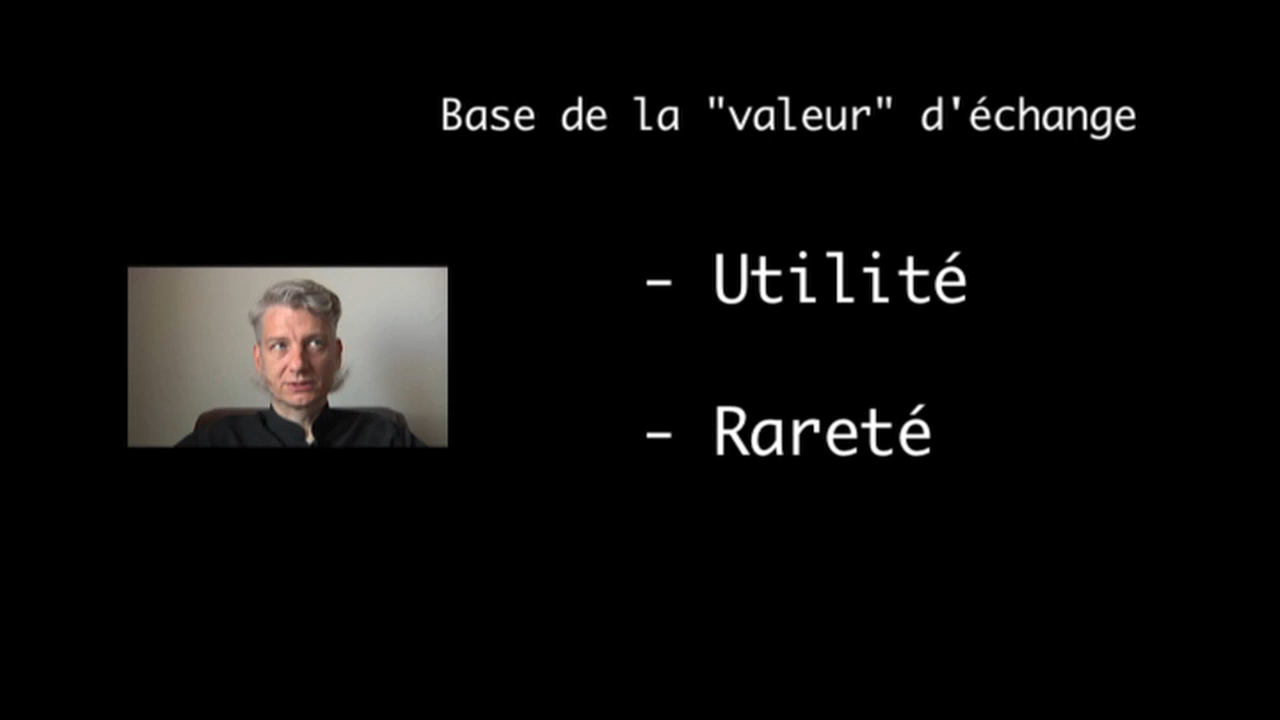 Base de la "valeur" d'échange
- Utilité
- Rareté